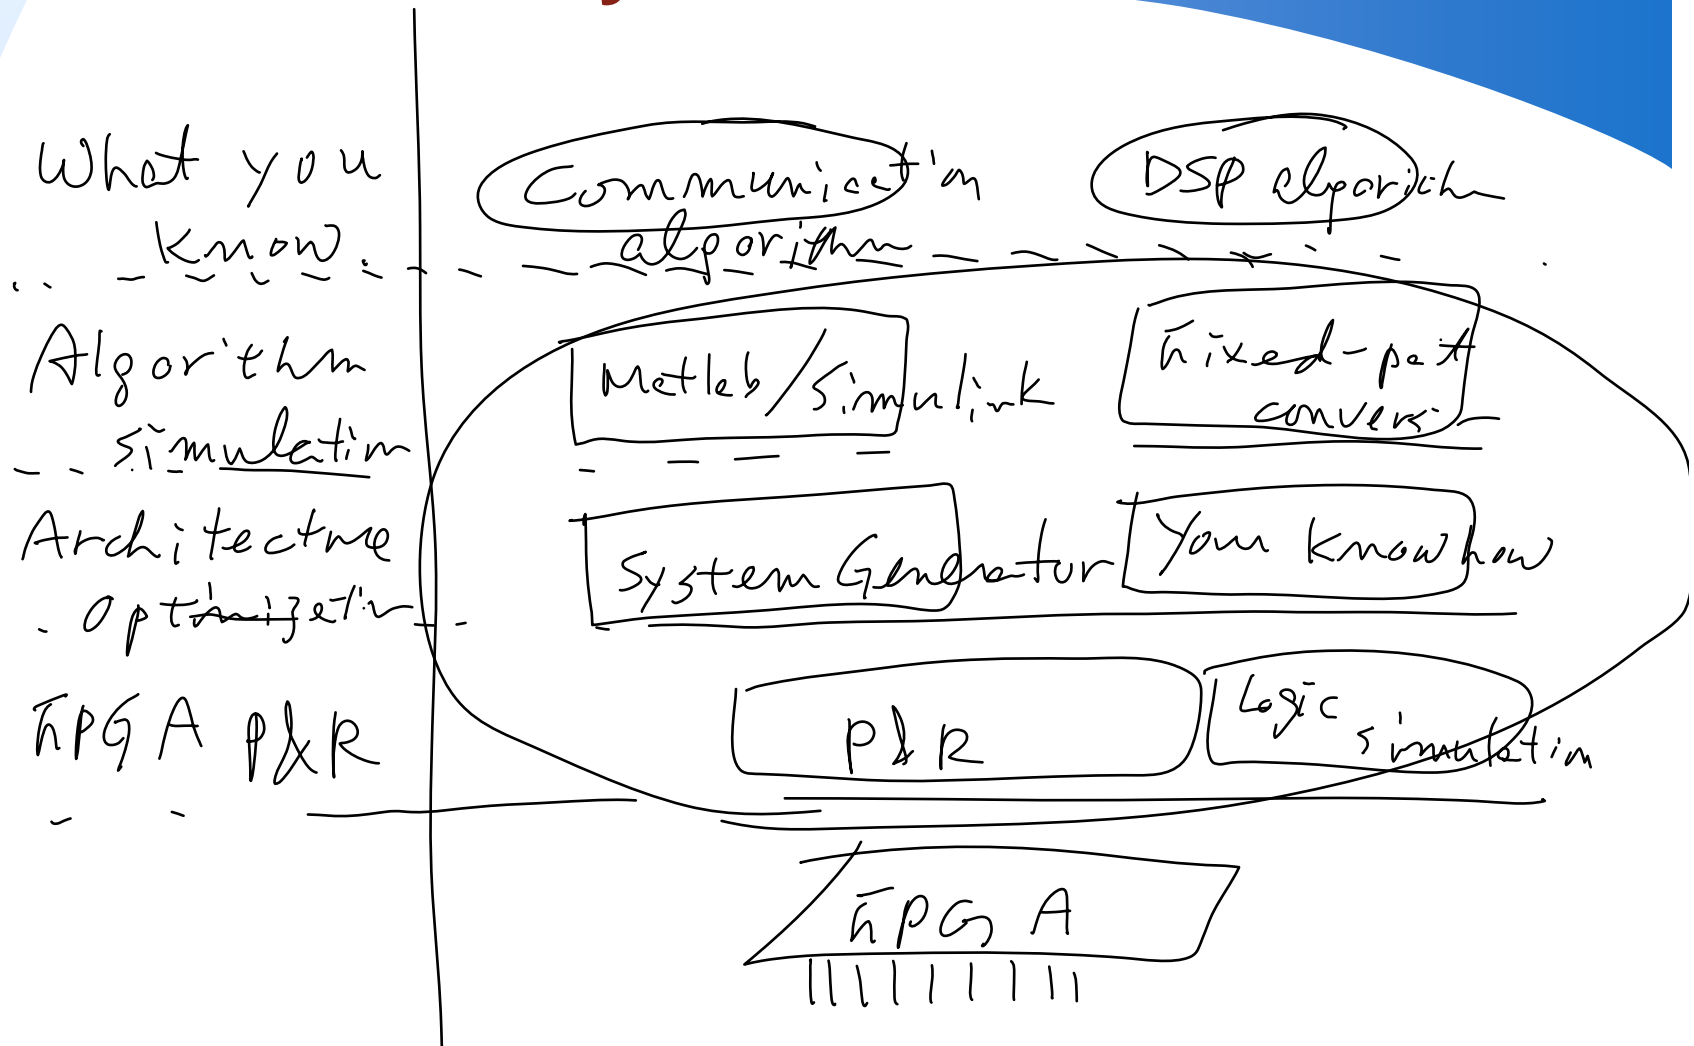 What you
know.
Communication
algorithm
DSP algorithm
Algorithm
simulation
Matlab/Simulink
Fixed-point
conversion
Architecture
Optimization
System Generator
Your Know how
FPGA P&R
P&R
Logic
simulation
FPGA